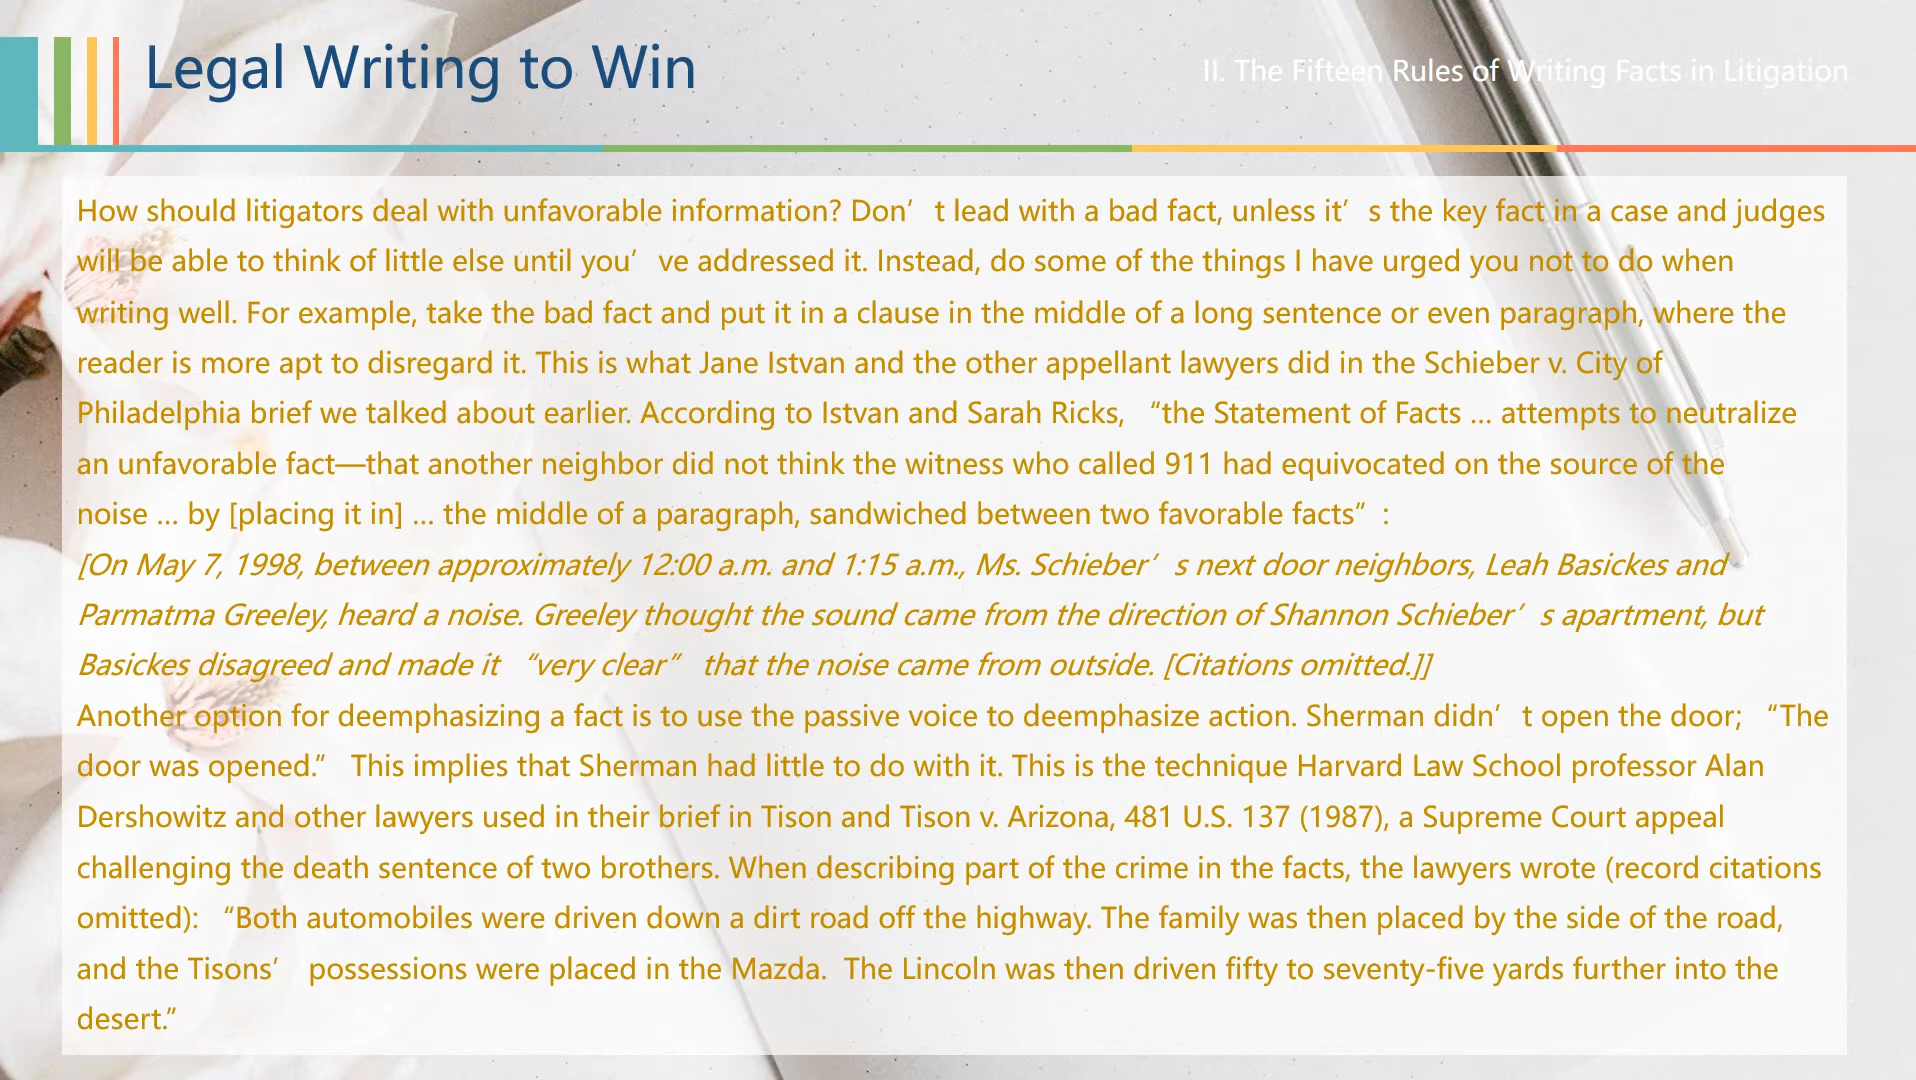 Legal Writing to Win
II. The Fifteen Rules of Writing Facts in Litigation
How should litigators deal with unfavorable information? Don’t lead with a bad fact, unless it’s the key fact in a case and judges
will be able to think of little else until you’ve addressed it. Instead, do some of the things I have urged you not to do when
writing well. For example, take the bad fact and put it in a clause in the middle of a long sentence or even paragraph, where the
reader is more apt to disregard it. This is what Jane Istvan and the other appellant lawyers did in the Schieber v. City of
Philadelphia brief we talked about earlier. According to Istvan and Sarah Ricks, “the Statement of Facts ... attempts to neutralize
an unfavorable fact—that another neighbor did not think the witness who called 911 had equivocated on the source of the
noise ... by [placing it in] ... the middle of a paragraph, sandwiched between two favorable facts”:
[On May 7, 1998, between approximately 12:00 a.m. and 1:15 a.m., Ms. Schieber’s next door neighbors, Leah Basickes and
Parmatma Greeley, heard a noise. Greeley thought the sound came from the direction of Shannon Schieber’s apartment, but
Basickes disagreed and made it “very clear” that the noise came from outside. [Citations omitted.]]
Another option for deemphasizing a fact is to use the passive voice to deemphasize action. Sherman didn’t open the door; “The
door was opened.” This implies that Sherman had little to do with it. This is the technique Harvard Law School professor Alan
Dershowitz and other lawyers used in their brief in Tison and Tison v. Arizona, 481 U.S. 137 (1987), a Supreme Court appeal
challenging the death sentence of two brothers. When describing part of the crime in the facts, the lawyers wrote (record citations
omitted): “Both automobiles were driven down a dirt road off the highway. The family was then placed by the side of the road,
and the Tisons’ possessions were placed in the Mazda. The Lincoln was then driven fifty to seventy-five yards further into the
desert.”